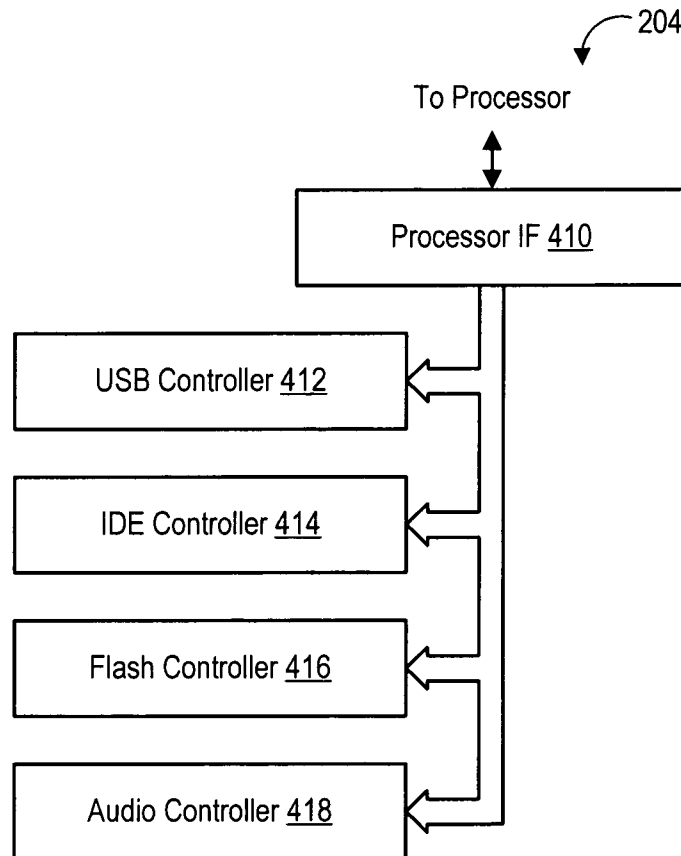 204
To Processor
Processor IF 410
USB Controller 412
IDE Controller 414
Flash Controller 416
Audio Controller 418